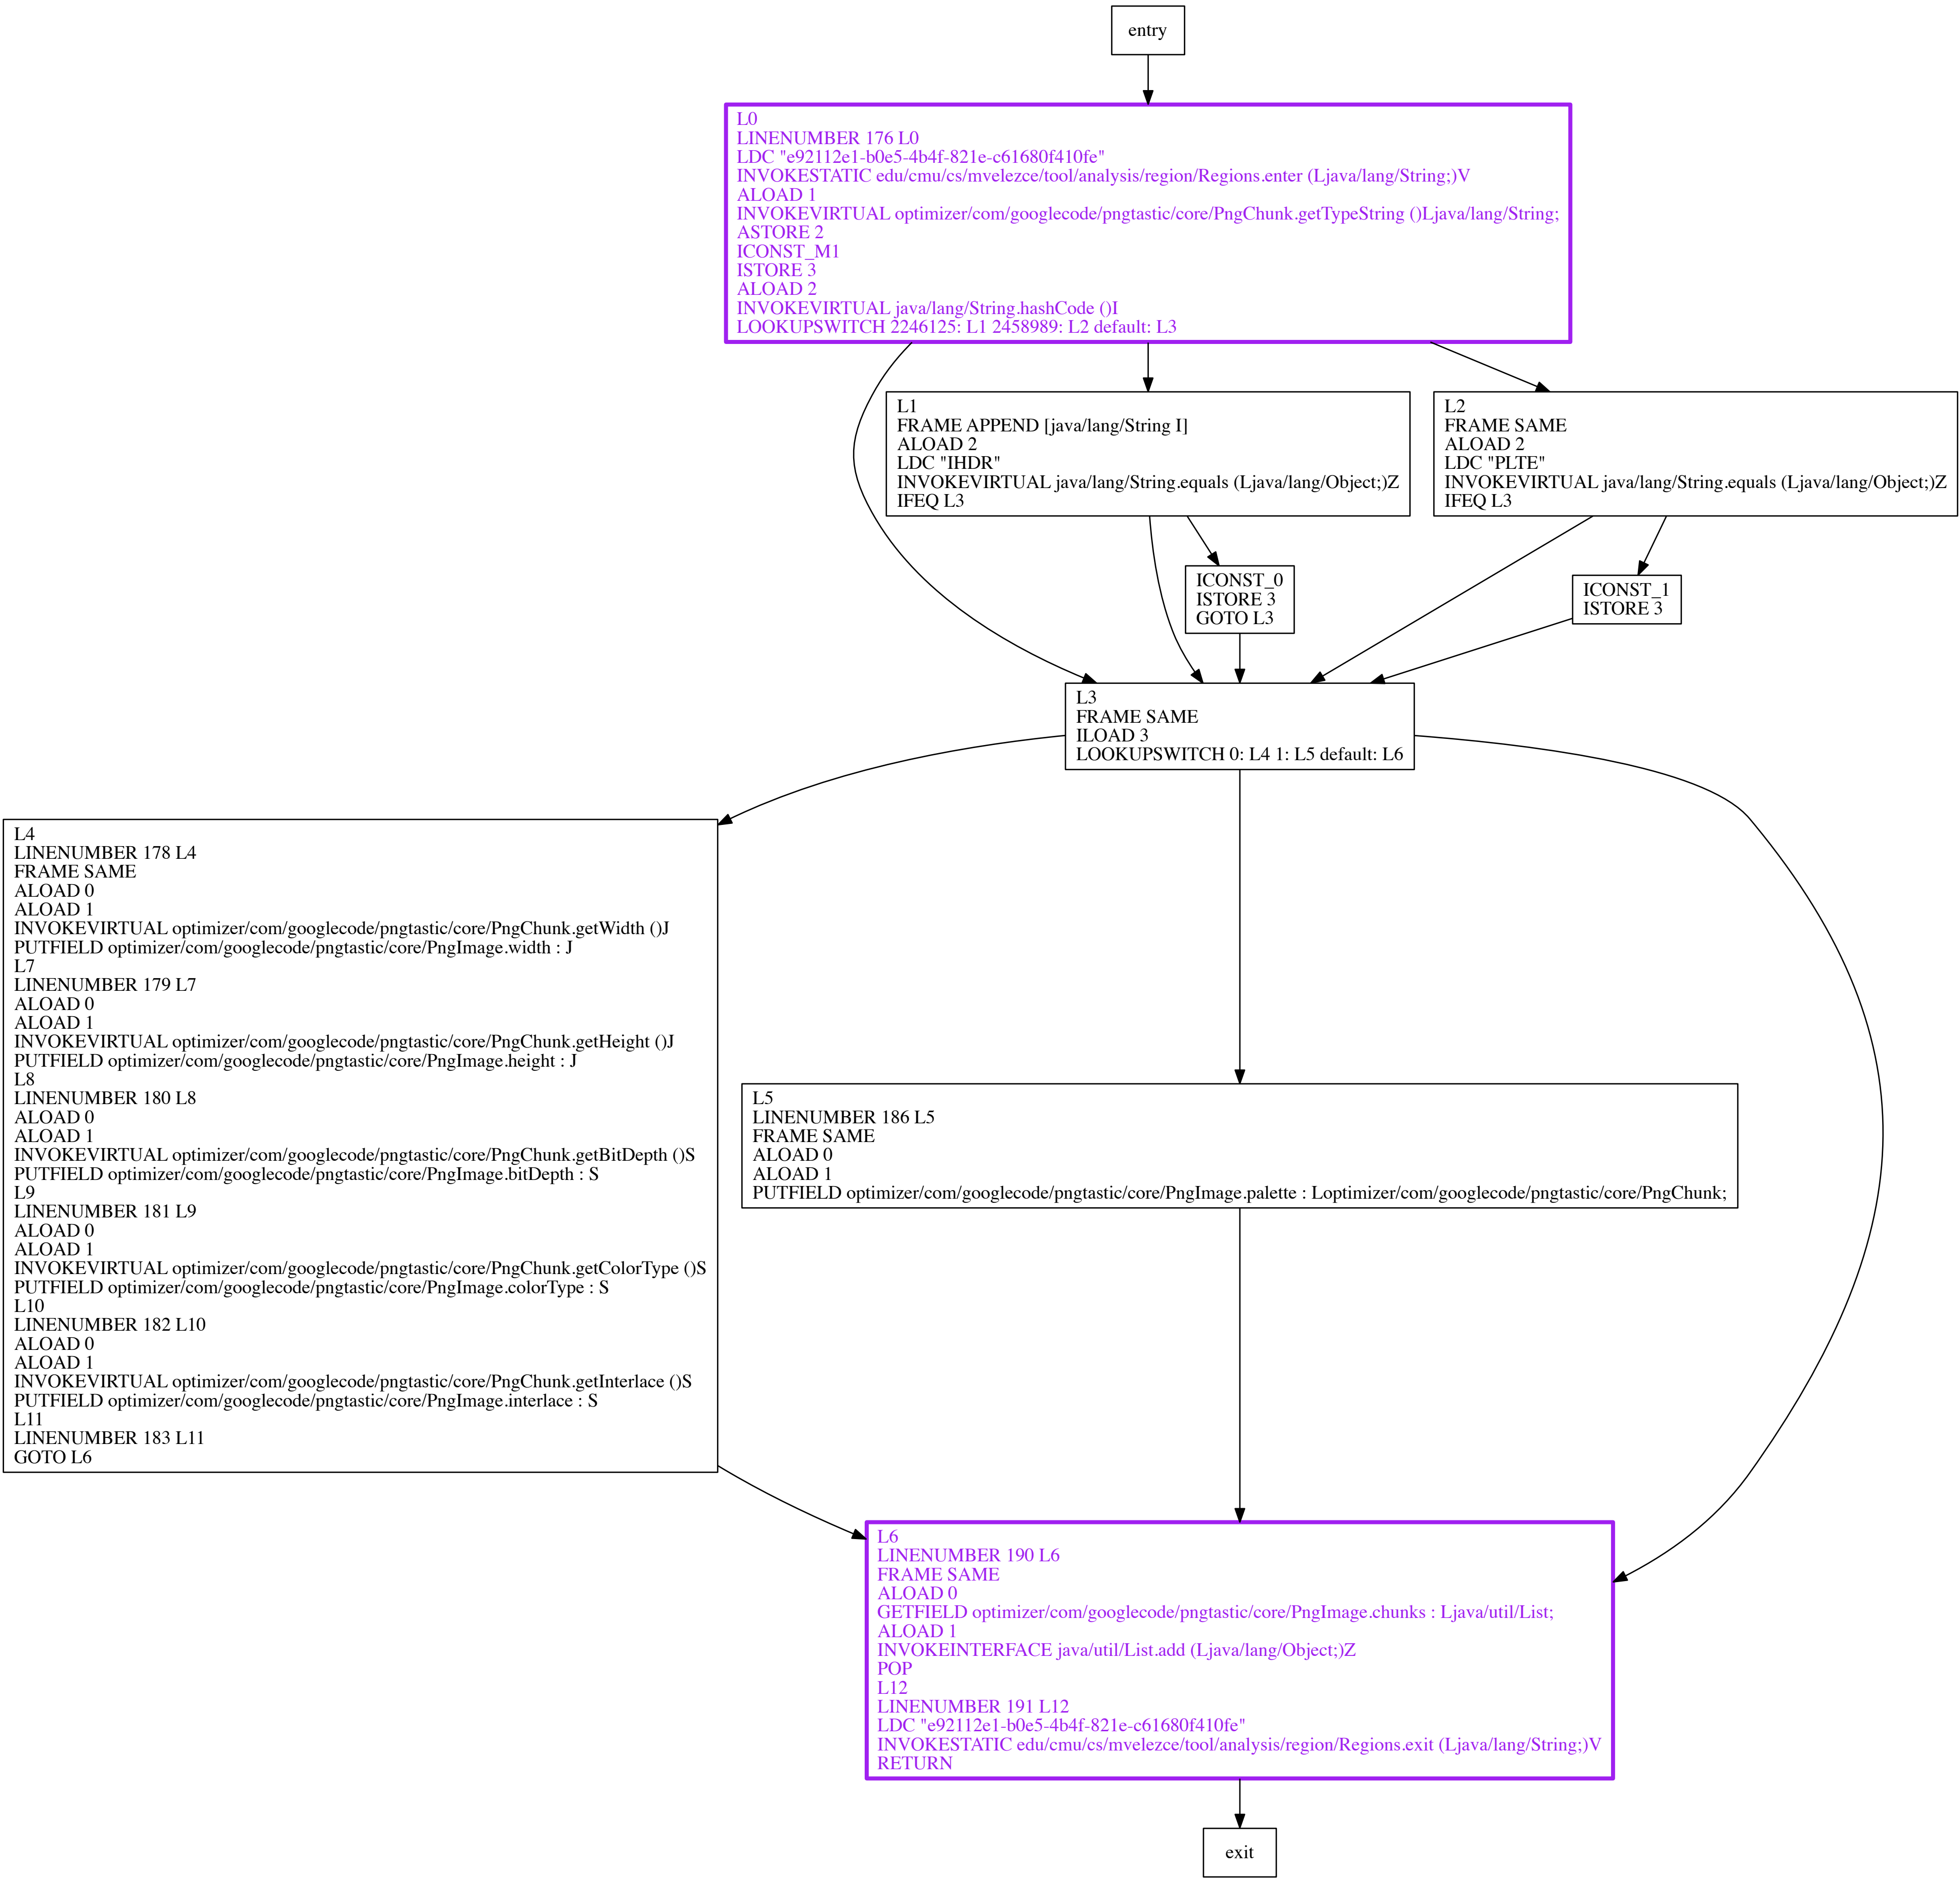 entry
L0
LINENUMBER 176 L0
LDC "e92112e1-b0e5-4b4f-821e-c61680f410fe"
INVOKESTATIC edu/cmu/cs/mvelezce/tool/analysis/region/Regions.enter (Ljava/lang/String;)V
ALOAD 1
INVOKEVIRTUAL optimizer/com/googlecode/pngtastic/core/PngChunk.getTypeString ()Ljava/lang/String;
ASTORE 2
ICONST_M1
ISTORE 3
ALOAD 2
INVOKEVIRTUAL java/lang/String.hashCode ()I
LOOKUPSWITCH 2246125: L1 2458989: L2 default: L3
L1
FRAME APPEND [java/lang/String I]
ALOAD 2
LDC "IHDR"
INVOKEVIRTUAL java/lang/String.equals (Ljava/lang/Object;)Z
IFEQ L3
L2
FRAME SAME
ALOAD 2
LDC "PLTE"
INVOKEVIRTUAL java/lang/String.equals (Ljava/lang/Object;)Z
IFEQ L3
ICONST_0
ISTORE 3
GOTO L3
ICONST_1
ISTORE 3
L3
FRAME SAME
ILOAD 3
LOOKUPSWITCH 0: L4 1: L5 default: L6
L4
LINENUMBER 178 L4
FRAME SAME
ALOAD 0
ALOAD 1
INVOKEVIRTUAL optimizer/com/googlecode/pngtastic/core/PngChunk.getWidth ()J
PUTFIELD optimizer/com/googlecode/pngtastic/core/PngImage.width : J
L7
LINENUMBER 179 L7
ALOAD 0
ALOAD 1
INVOKEVIRTUAL optimizer/com/googlecode/pngtastic/core/PngChunk.getHeight ()J
PUTFIELD optimizer/com/googlecode/pngtastic/core/PngImage.height : J
L8
LINENUMBER 180 L8
ALOAD 0
ALOAD 1
INVOKEVIRTUAL optimizer/com/googlecode/pngtastic/core/PngChunk.getBitDepth ()S
PUTFIELD optimizer/com/googlecode/pngtastic/core/PngImage.bitDepth : S
L9
LINENUMBER 181 L9
ALOAD 0
ALOAD 1
INVOKEVIRTUAL optimizer/com/googlecode/pngtastic/core/PngChunk.getColorType ()S
PUTFIELD optimizer/com/googlecode/pngtastic/core/PngImage.colorType : S
L10
LINENUMBER 182 L10
ALOAD 0
ALOAD 1
INVOKEVIRTUAL optimizer/com/googlecode/pngtastic/core/PngChunk.getInterlace ()S
PUTFIELD optimizer/com/googlecode/pngtastic/core/PngImage.interlace : S
L11
LINENUMBER 183 L11
GOTO L6
L5
LINENUMBER 186 L5
FRAME SAME
ALOAD 0
ALOAD 1
PUTFIELD optimizer/com/googlecode/pngtastic/core/PngImage.palette : Loptimizer/com/googlecode/pngtastic/core/PngChunk;
L6
LINENUMBER 190 L6
FRAME SAME
ALOAD 0
GETFIELD optimizer/com/googlecode/pngtastic/core/PngImage.chunks : Ljava/util/List;
ALOAD 1
INVOKEINTERFACE java/util/List.add (Ljava/lang/Object;)Z
POP
L12
LINENUMBER 191 L12
LDC "e92112e1-b0e5-4b4f-821e-c61680f410fe"
INVOKESTATIC edu/cmu/cs/mvelezce/tool/analysis/region/Regions.exit (Ljava/lang/String;)V
RETURN
exit